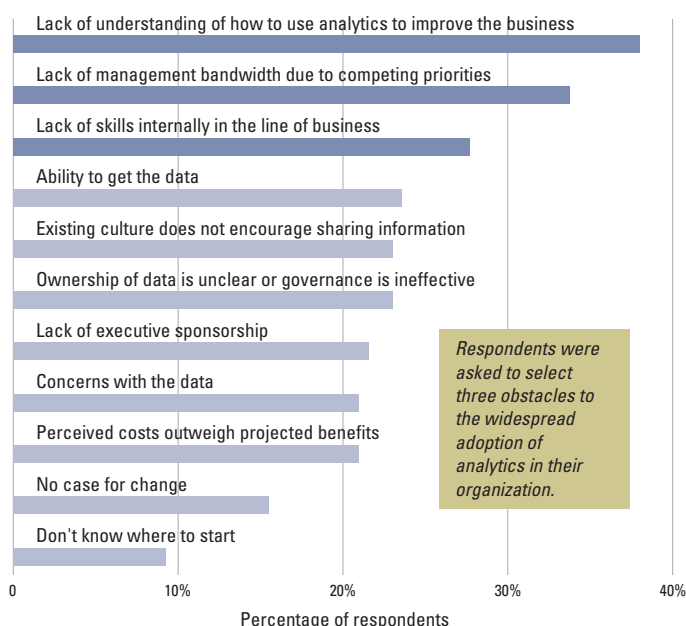 Lack of understanding of how to use analytics to improve the business
Lack of management bandwidth due to competing priorities
Lack of skills internally in the line of business
Ability to get the data
Existing culture does not encourage sharing information
Ownership of data is unclear or governance is ineffective
Lack of executive sponsorship
Respondents were
asked to select
three obstacles to
the widespread
adoption of
analytics in their
organization.
Concerns with the data
Perceived costs outweigh projected benefits
No case for change
Don't know where to start
0 10% 20% 30% 40%
Percentage of respondents